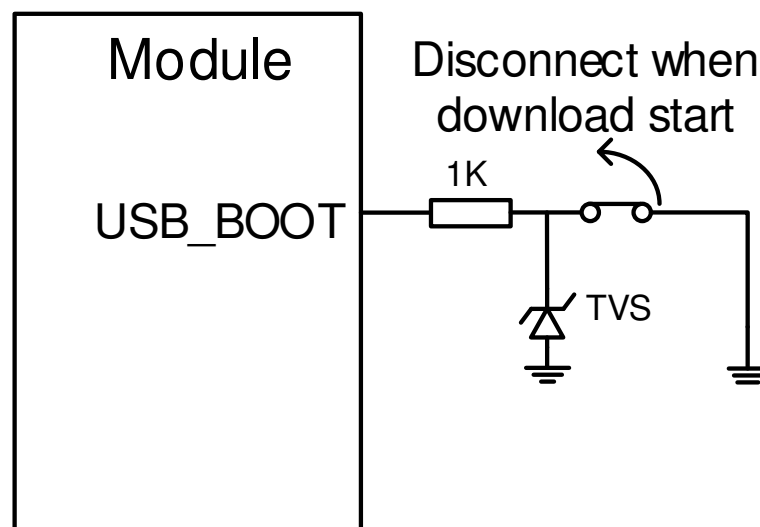 Module
Disconnect when
download start
1K
USB_BOOT
TVS